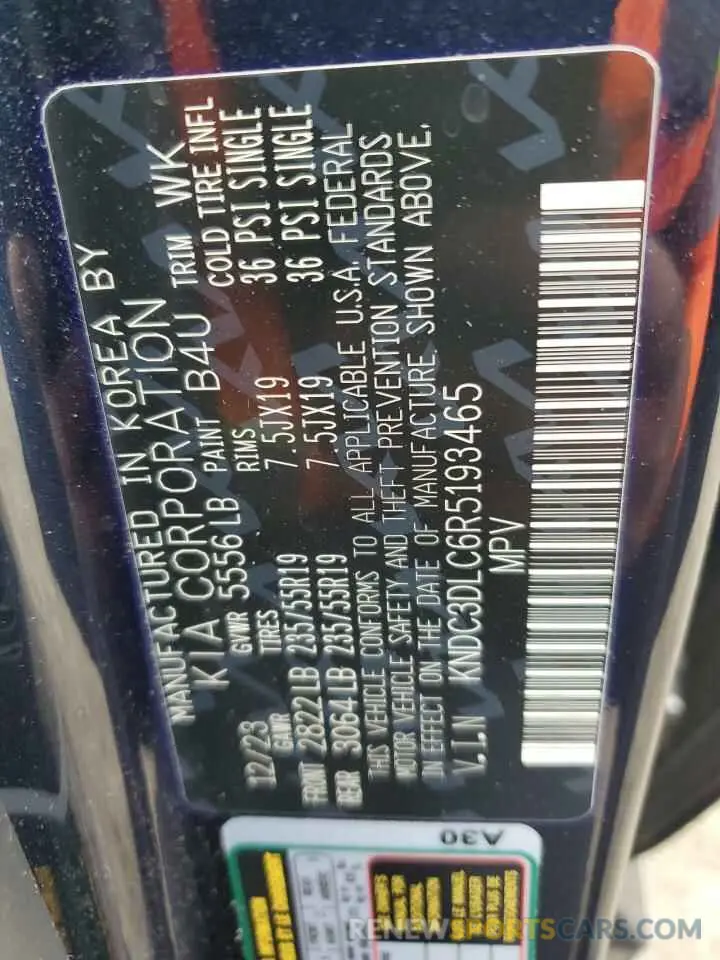 MANUFACTURED IN KOREA BY
KIA CORPORATION
12/23 GVWR 5556 LB PAINT B4U TRIM WK
GAWR TIRES RIMS COLD TIRE INFL
FRONT 2822 LB 235/55R19 7.5JX19 36 PSI SINGLE
REAR 3064 LB 235/55R19 7.5JX19 36 PSI SINGLE
THIS VEHICLE CONFORMS TO ALL APPLICABLE U.S.A. FEDERAL
MOTOR VEHICLE SAFETY AND THEFT PREVENTION STANDARDS
IN EFFECT ON THE DATE OF MANUFACTURE SHOWN ABOVE.
V.I.N KNDC3DLC6R5193465
MPV
A30
RENEWSPORTSCARS.COM